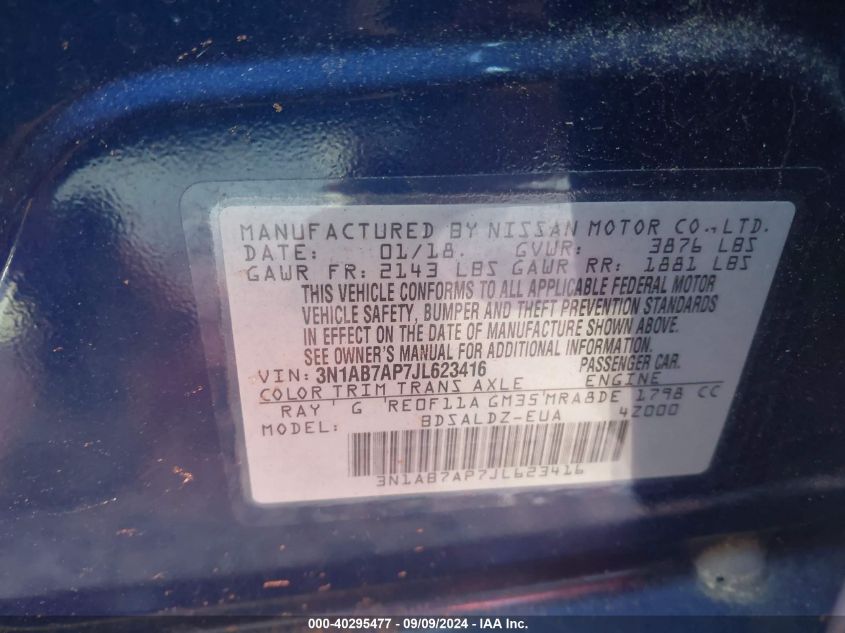 MANUFACTURED BY NISSAN MOTOR CO., LTD.
DATE: 01/18. GVWR: 3876 LBS
GAWR FR: 2143 LBS GAWR RR: 1881 LBS
THIS VEHICLE CONFORMS TO ALL APPLICABLE FEDERAL MOTOR
VEHICLE SAFETY, BUMPER AND THEFT PREVENTION STANDARDS
IN EFFECT ON THE DATE OF MANUFACTURE SHOWN ABOVE.
SEE OWNER'S MANUAL FOR ADDITIONAL INFORMATION.
VIN: 3N1AB7AP7JL623416 PASSENGER CAR.
COLOR TRIM TRANS AXLE ENGINE
RAY G RE0F11A GM35 MRA8DE 1798 CC
MODEL: BDSALDZ-EUA 4Z000
3N1AB7AP7JL623416
000-40295477 - 09/09/2024 - IAA Inc.